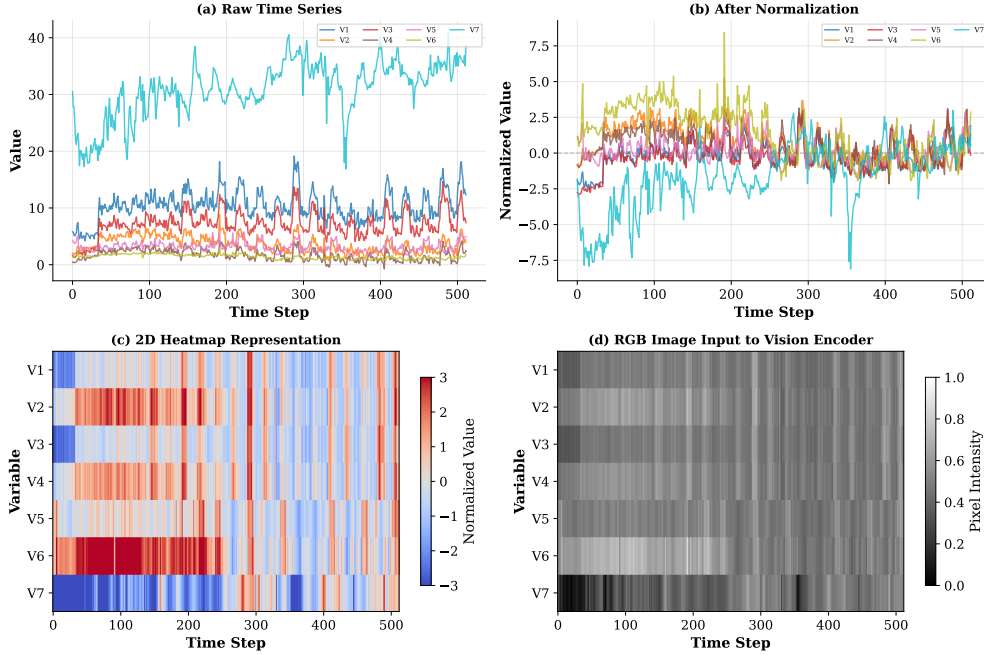 (a) Raw Time Series
V1 V3 V5 V7
V2 V4 V6
Value
40
30
20
10
0
0 100 200 300 400 500
Time Step
(b) After Normalization
V1 V3 V5 V7
V2 V4 V6
Normalized Value
7.5
5.0
2.5
0.0
−2.5
−5.0
−7.5
0 100 200 300 400 500
Time Step
(c) 2D Heatmap Representation
Variable
V1
V2
V3
V4
V5
V6
V7
0 100 200 300 400 500
Time Step
3
2
1
0
−1
−2
−3
Normalized Value
(d) RGB Image Input to Vision Encoder
Variable
V1
V2
V3
V4
V5
V6
V7
0 100 200 300 400 500
Time Step
1.0
0.8
0.6
0.4
0.2
0.0
Pixel Intensity